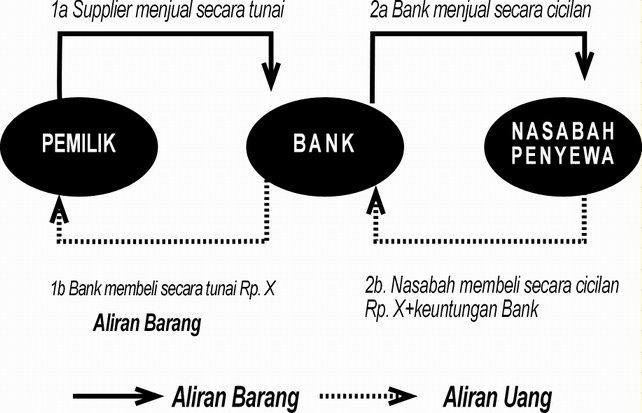 1a Supplier menjual secara tunai
2a Bank menjual secara cicilan
PEMILIK
BANK
NASABAH
PENYEWA
1b Bank membeli secara tunai Rp. X
Aliran Barang
2b. Nasabah membeli secara cicilan
Rp. X+keuntungan Bank
Aliran Barang
Aliran Uang